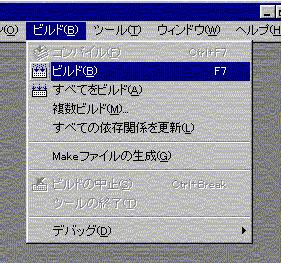 ン(O) ビルド(B) ツール(T) ウィンドウ(W) ヘルプ(H
コンパイル(F) Ctrl+F7
ビルド(B) F7
すべてをビルド(A)
複数ビルド(M)...
すべての依存関係を更新(L)
Makeファイルの生成(G)
ビルドの中止(S) Ctrl+Break
ツールの終了(T)
デバッグ(D)